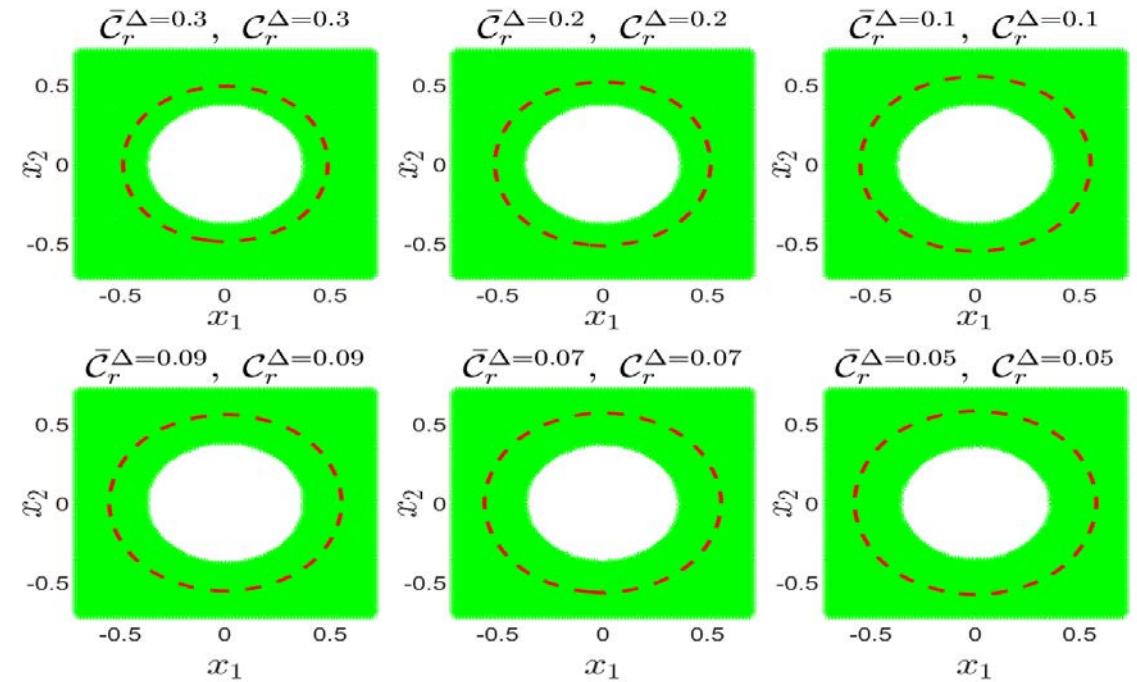 C̄_r^{Δ=0.3}, C_r^{Δ=0.3}
C̄_r^{Δ=0.2}, C_r^{Δ=0.2}
C̄_r^{Δ=0.1}, C_r^{Δ=0.1}
x₂ 0.5 0 -0.5
-0.5 0 0.5
x₁
x₂ 0.5 0 -0.5
-0.5 0 0.5
x₁
x₂ 0.5 0 -0.5
-0.5 0 0.5
x₁
C̄_r^{Δ=0.09}, C_r^{Δ=0.09}
C̄_r^{Δ=0.07}, C_r^{Δ=0.07}
C̄_r^{Δ=0.05}, C_r^{Δ=0.05}
x₂ 0.5 0 -0.5
-0.5 0 0.5
x₁
x₂ 0.5 0 -0.5
-0.5 0 0.5
x₁
x₂ 0.5 0 -0.5
-0.5 0 0.5
x₁